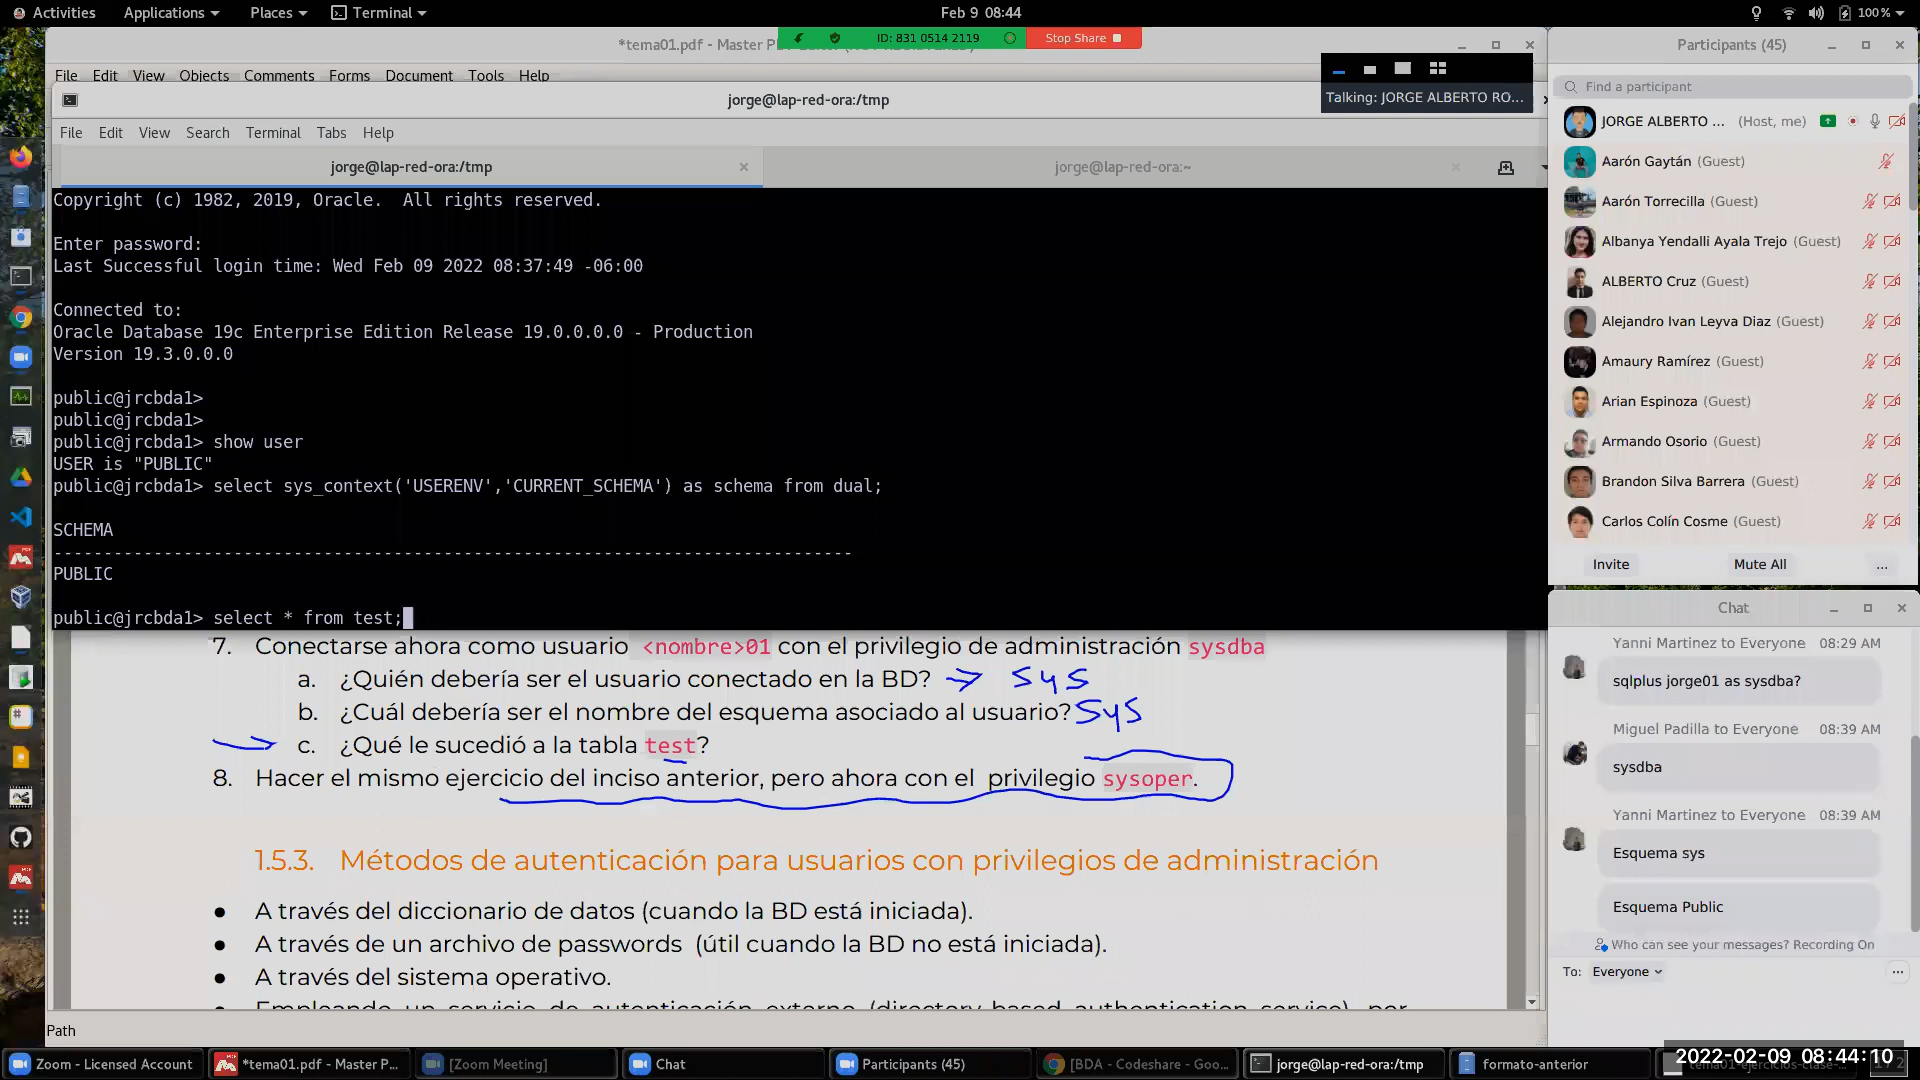 Activities
Applications
Places
Terminal
Feb 9 08:44
100%
*tema01.pdf - Master P
ID: 831 0514 2119
Stop Share
File Edit View Objects Comments Forms Document Tools Help
Talking: JORGE ALBERTO RO...
jorge@lap-red-ora:/tmp
File Edit View Search Terminal Tabs Help
jorge@lap-red-ora:/tmp
jorge@lap-red-ora:~
Copyright (c) 1982, 2019, Oracle.  All rights reserved.
Enter password:
Last Successful login time: Wed Feb 09 2022 08:37:49 -06:00
Connected to:
Oracle Database 19c Enterprise Edition Release 19.0.0.0.0 - Production
Version 19.3.0.0.0
public@jrcbda1>
public@jrcbda1>
public@jrcbda1> show user
USER is "PUBLIC"
public@jrcbda1> select sys_context('USERENV','CURRENT_SCHEMA') as schema from dual;
SCHEMA
--------------------------------------------------------------------------------
PUBLIC
public@jrcbda1> select * from test;
7. Conectarse ahora como usuario <nombre>01 con el privilegio de administración sysdba
a. ¿Quién debería ser el usuario conectado en la BD? → sys
b. ¿Cuál debería ser el nombre del esquema asociado al usuario? sys
→ c. ¿Qué le sucedió a la tabla test?
8. Hacer el mismo ejercicio del inciso anterior, pero ahora con el privilegio sysoper.
1.5.3. Métodos de autenticación para usuarios con privilegios de administración
● A través del diccionario de datos (cuando la BD está iniciada).
● A través de un archivo de passwords (útil cuando la BD no está iniciada).
● A través del sistema operativo.
● Empleando un servicio de autenticación externo (directory-based authentication service), por
Path
Participants (45)
Find a participant
JORGE ALBERTO ... (Host, me)
Aarón Gaytán (Guest)
Aarón Torrecilla (Guest)
Albanya Yendalli Ayala Trejo (Guest)
ALBERTO Cruz (Guest)
Alejandro Ivan Leyva Diaz (Guest)
Amaury Ramírez (Guest)
Arian Espinoza (Guest)
Armando Osorio (Guest)
Brandon Silva Barrera (Guest)
Carlos Colín Cosme (Guest)
Invite
Mute All
...
Chat
Yanni Martinez to Everyone 08:29 AM
sqlplus jorge01 as sysdba?
Miguel Padilla to Everyone 08:39 AM
sysdba
Yanni Martinez to Everyone 08:39 AM
Esquema sys
Esquema Public
Who can see your messages? Recording On
To: Everyone
Zoom - Licensed Account
*tema01.pdf - Master P...
[Zoom Meeting]
Chat
Participants (45)
[BDA - Codeshare - Goo...
jorge@lap-red-ora:/tmp
formato-anterior
2022-02-09 08:44:10